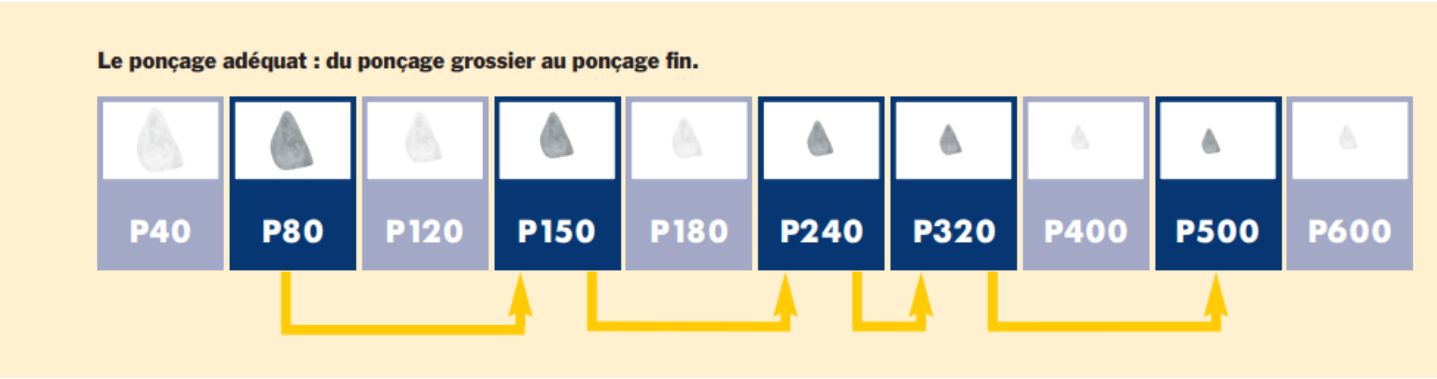 Le ponçage adéquat : du ponçage grossier au ponçage fin.
P40 P80 P120 P150 P180 P240 P320 P400 P500 P600